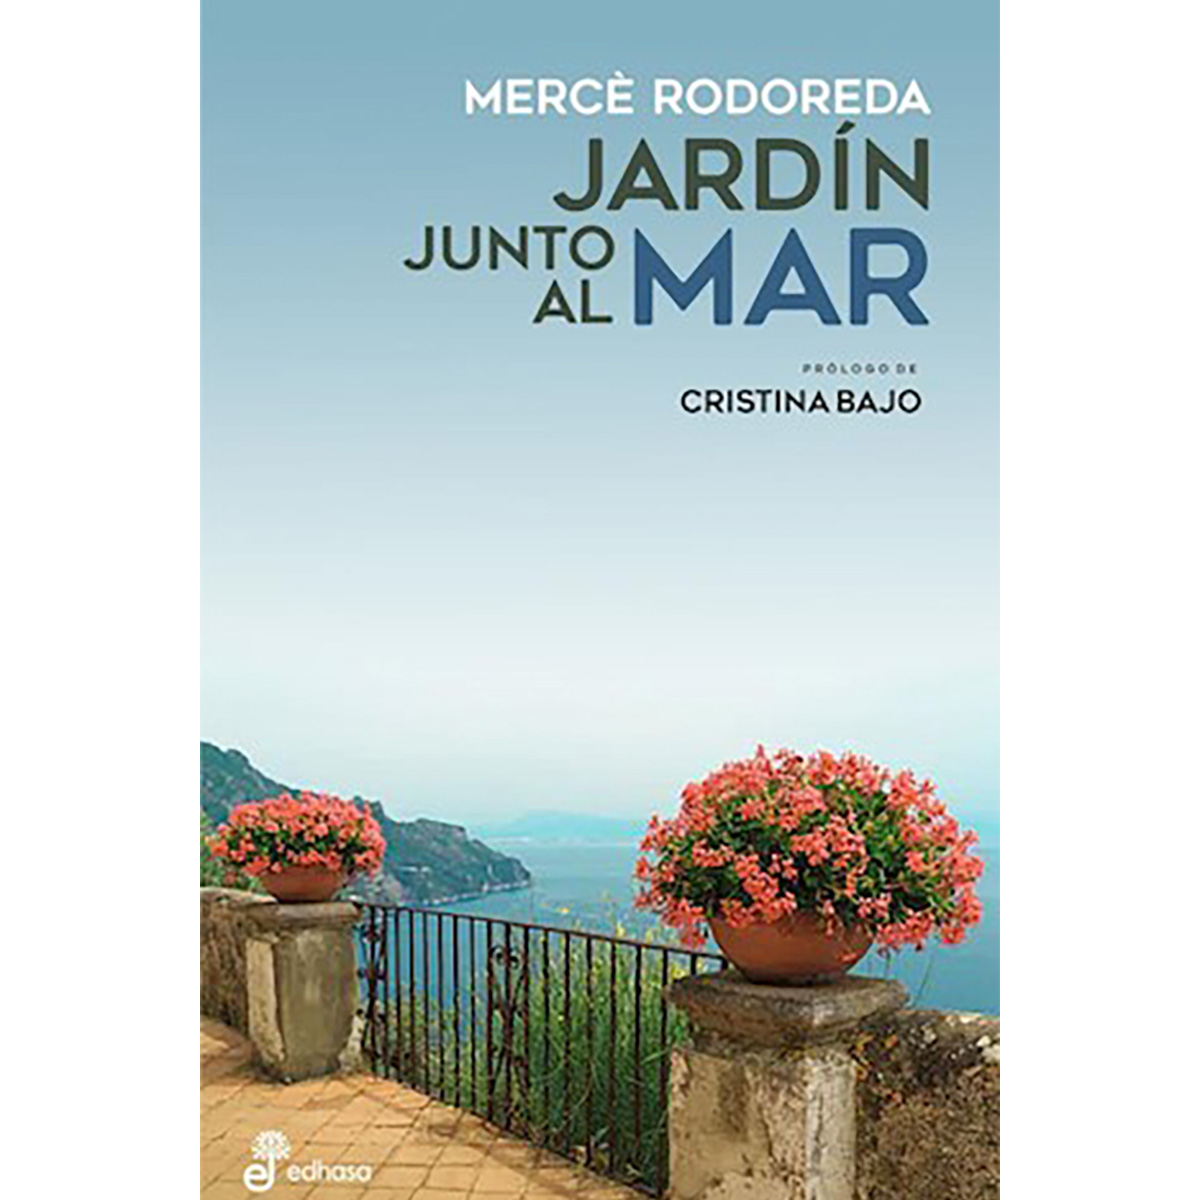 MERCÈ RODOREDA
JARDÍN
JUNTO
AL MAR
PRÓLOGO DE
CRISTINA BAJO
edhasa